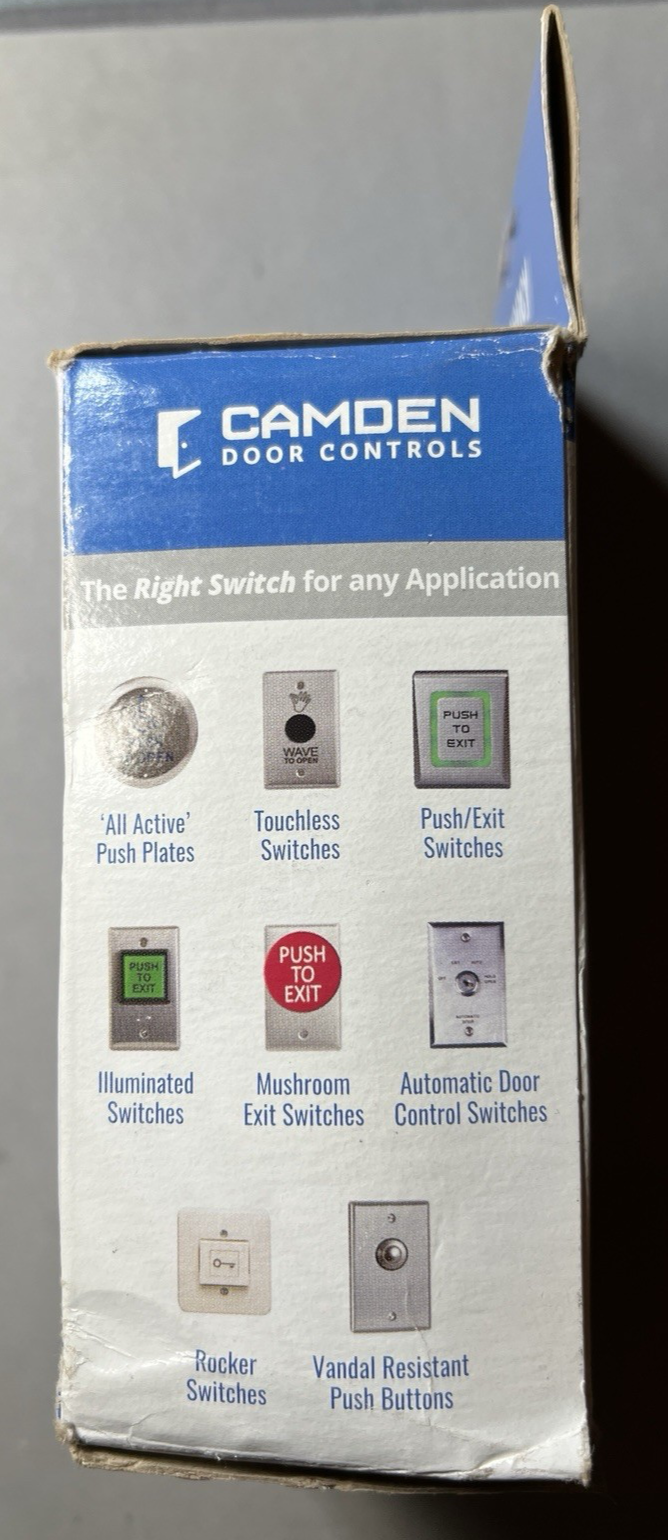 CAMDEN
DOOR CONTROLS
The Right Switch for any Application
OPEN
WAVE
TO OPEN
PUSH
TO
EXIT
'All Active'
Push Plates
Touchless
Switches
Push/Exit
Switches
PUSH
TO
EXIT
PUSH
TO
EXIT
Illuminated
Switches
Mushroom
Exit Switches
Automatic Door
Control Switches
Rocker
Switches
Vandal Resistant
Push Buttons